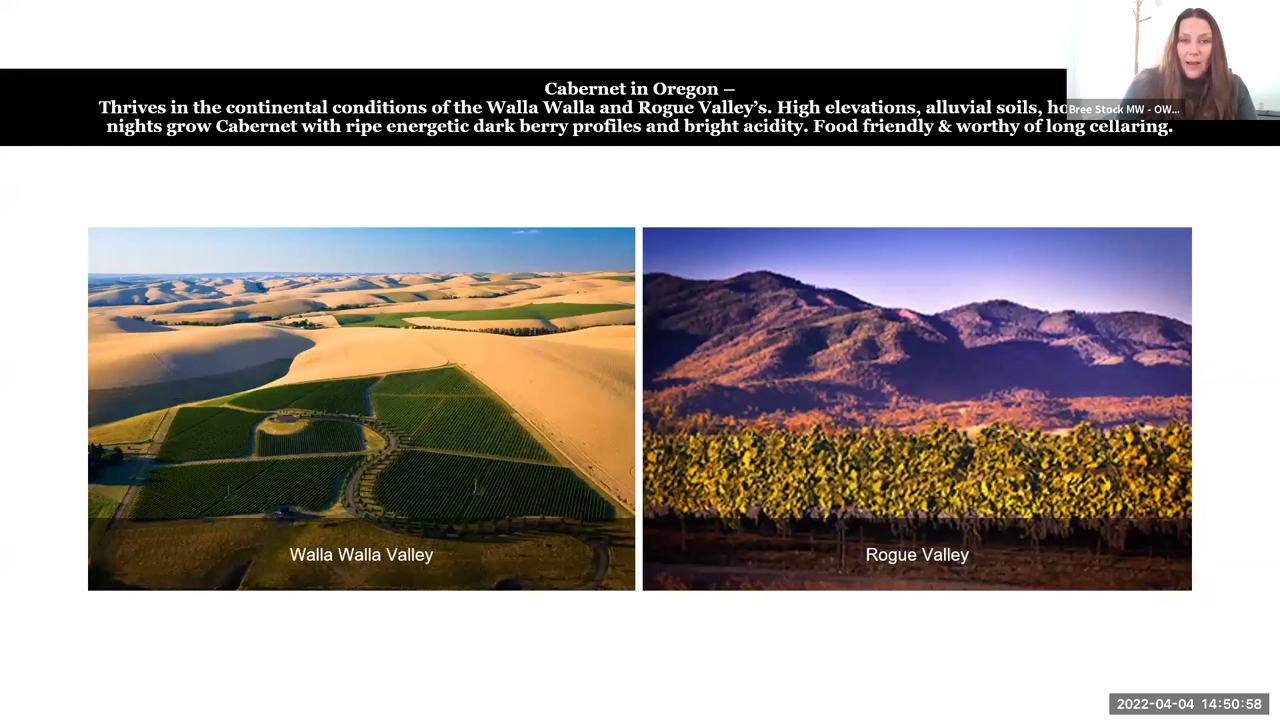 Cabernet in Oregon –
Thrives in the continental conditions of the Walla Walla and Rogue Valley's. High elevations, alluvial soils,
nights grow Cabernet with ripe energetic dark berry profiles and bright acidity. Food friendly & worthy of long cellaring.
Bree Stock MW - OW...
Walla Walla Valley
Rogue Valley
2022-04-04 14:50:58